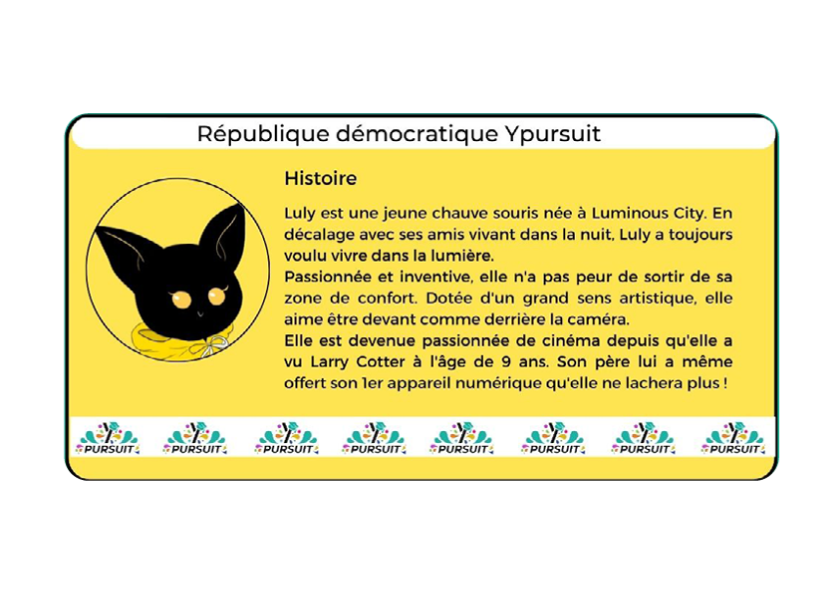 République démocratique Ypursuit
Histoire
Luly est une jeune chauve souris née à Luminous City. En
décalage avec ses amis vivant dans la nuit, Luly a toujours
voulu vivre dans la lumière.
Passionnée et inventive, elle n'a pas peur de sortir de sa
zone de confort. Dotée d'un grand sens artistique, elle
aime être devant comme derrière la caméra.
Elle est devenue passionnée de cinéma depuis qu'elle a
vu Larry Cotter à l'âge de 9 ans. Son père lui a même
offert son 1er appareil numérique qu'elle ne lachera plus !
Y Y Y Y Y Y Y Y
PURSUIT PURSUIT PURSUIT PURSUIT PURSUIT PURSUIT PURSUIT PURSUIT